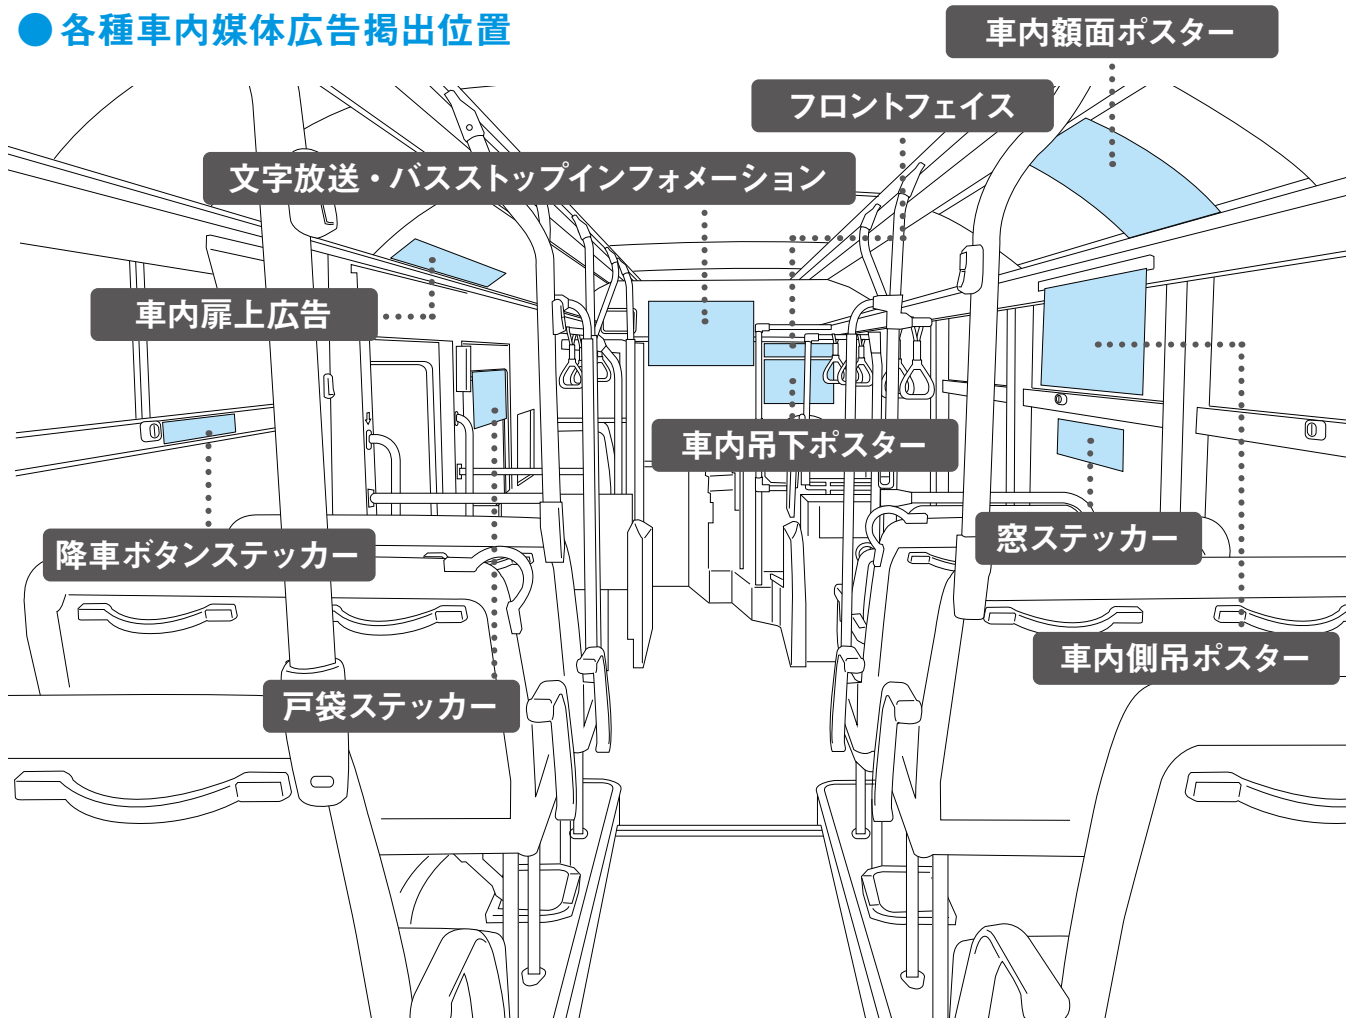 ● 各種車内媒体広告掲出位置
車内額面ポスター
フロントフェイス
文字放送・バスストップインフォメーション
車内扉上広告
車内吊下ポスター
降車ボタンステッカー
窓ステッカー
車内側吊ポスター
戸袋ステッカー